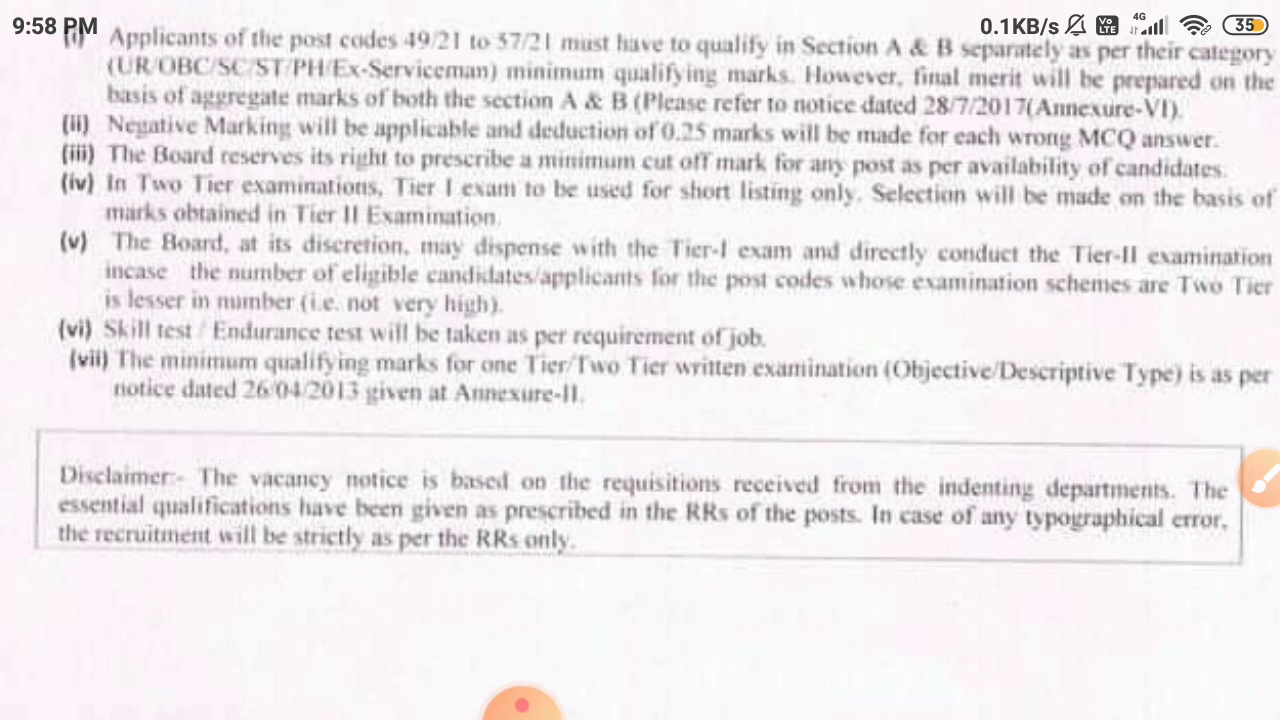 9:58 PM 0.1KB/s Vo LTE 4G 35
(i) Applicants of the post codes 49/21 to 57/21 must have to qualify in Section A & B separately as per their category
(UR/OBC/SC/ST/PH/Ex-Serviceman) minimum qualifying marks. However, final merit will be prepared on the
basis of aggregate marks of both the section A & B (Please refer to notice dated 28/7/2017(Annexure-VI).
(ii) Negative Marking will be applicable and deduction of 0.25 marks will be made for each wrong MCQ answer.
(iii) The Board reserves its right to prescribe a minimum cut off mark for any post as per availability of candidates.
(iv) In Two Tier examinations, Tier I exam to be used for short listing only. Selection will be made on the basis of
marks obtained in Tier II Examination.
(v) The Board, at its discretion, may dispense with the Tier-I exam and directly conduct the Tier-II examination
incase the number of eligible candidates/applicants for the post codes whose examination schemes are Two Tier
is lesser in number (i.e. not very high).
(vi) Skill test / Endurance test will be taken as per requirement of job.
(vii) The minimum qualifying marks for one Tier/Two Tier written examination (Objective/Descriptive Type) is as per
notice dated 26/04/2013 given at Annexure-II.
Disclaimer:- The vacancy notice is based on the requisitions received from the indenting departments. The
essential qualifications have been given as prescribed in the RRs of the posts. In case of any typographical error,
the recruitment will be strictly as per the RRs only.